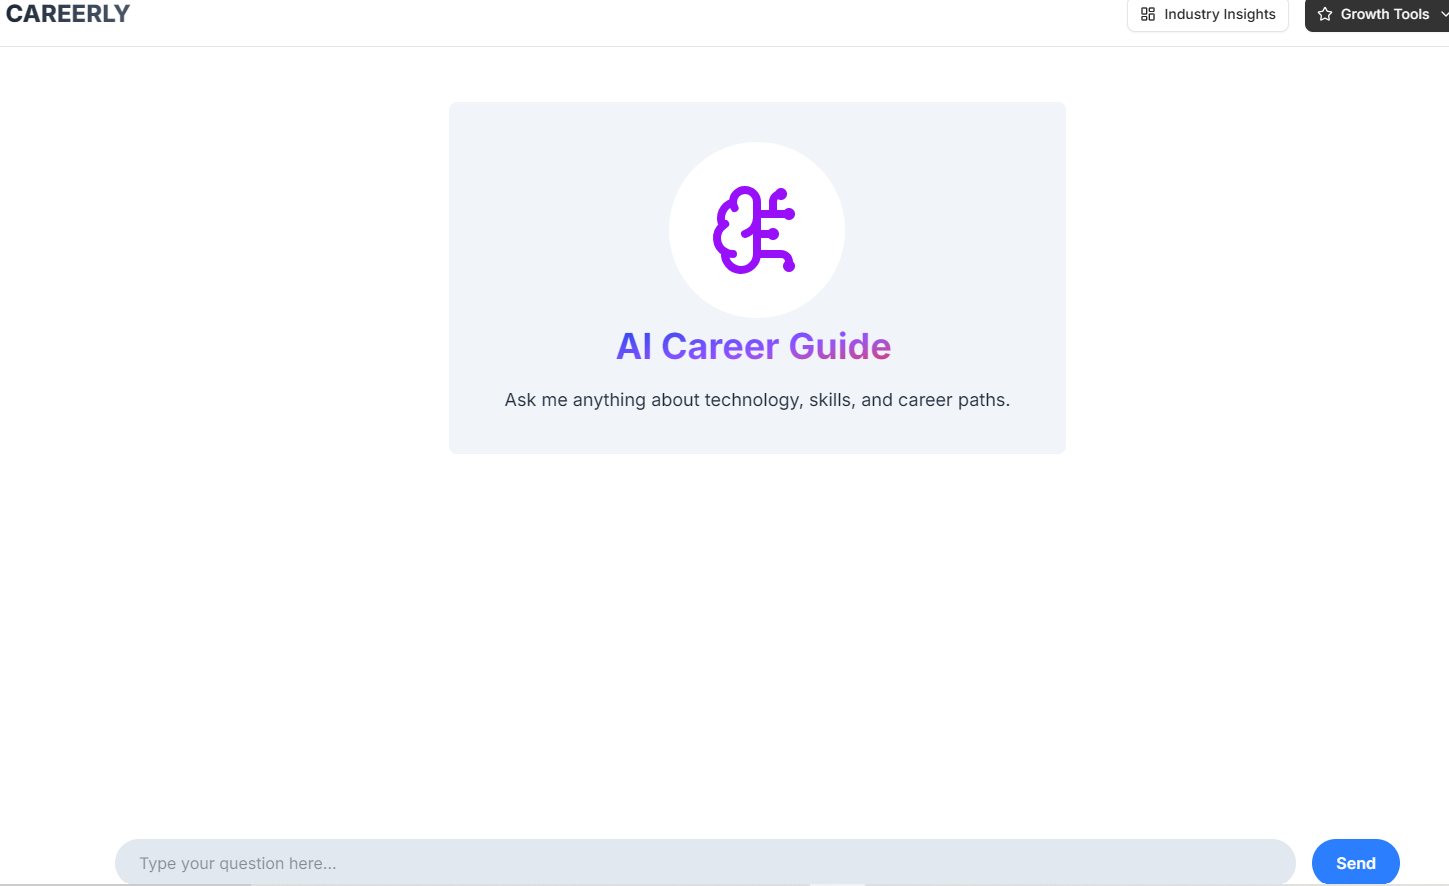 CAREERLY
Industry Insights
Growth Tools
AI Career Guide
Ask me anything about technology, skills, and career paths.
Type your question here...
Send